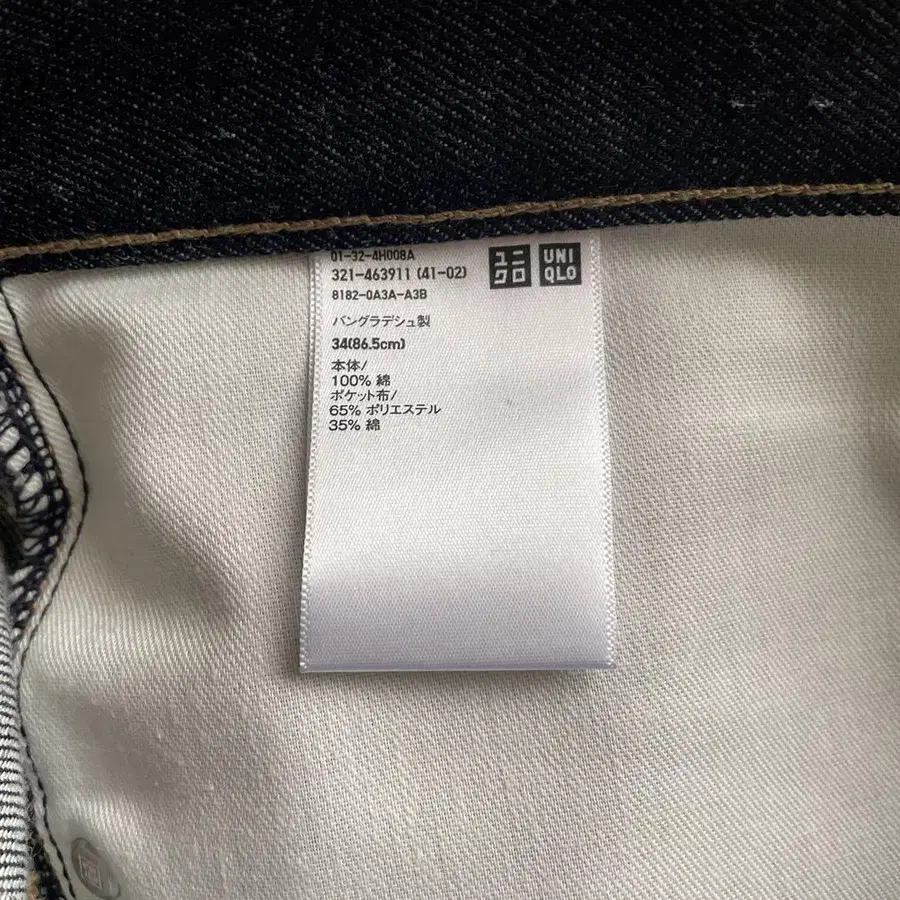 01-32-4H008A
321-463911 (41-02)
8182-0A3A-A3B
ユニ
クロ
UNI
QLO
バングラデシュ製
34(86.5cm)
本体/
100% 綿
ポケット布/
65% ポリエステル
35% 綿